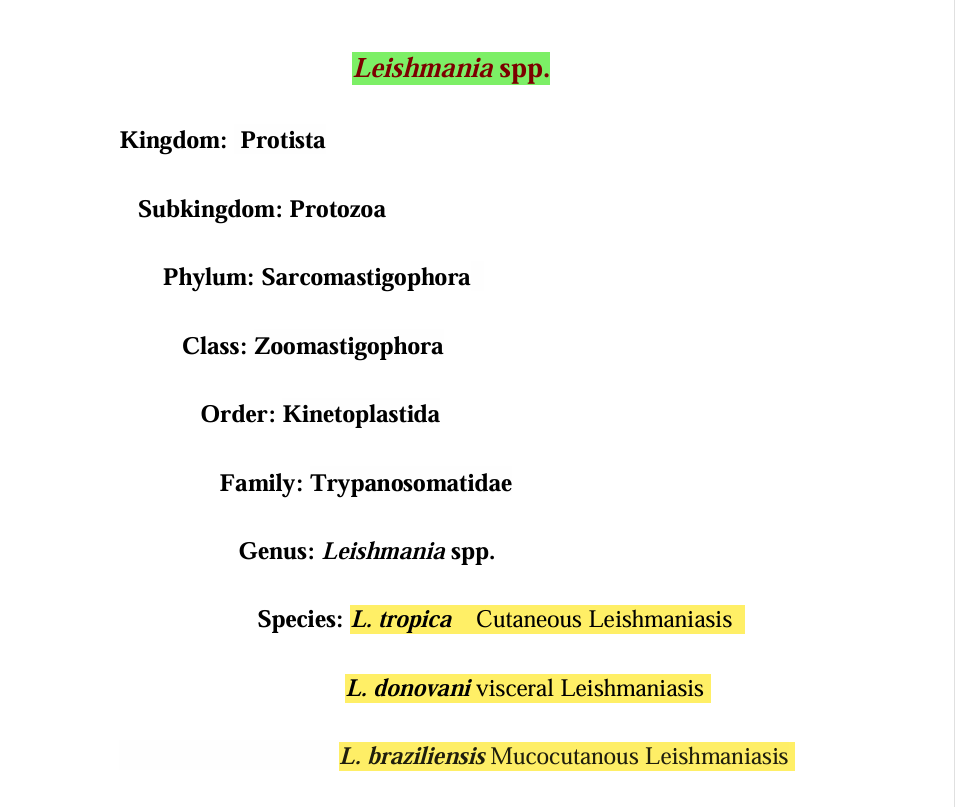 Leishmania spp.
Kingdom: Protista
Subkingdom: Protozoa
Phylum: Sarcomastigophora
Class: Zoomastigophora
Order: Kinetoplastida
Family: Trypanosomatidae
Genus: Leishmania spp.
Species: L. tropica Cutaneous Leishmaniasis
L. donovani visceral Leishmaniasis
L. braziliensis Mucocutanous Leishmaniasis